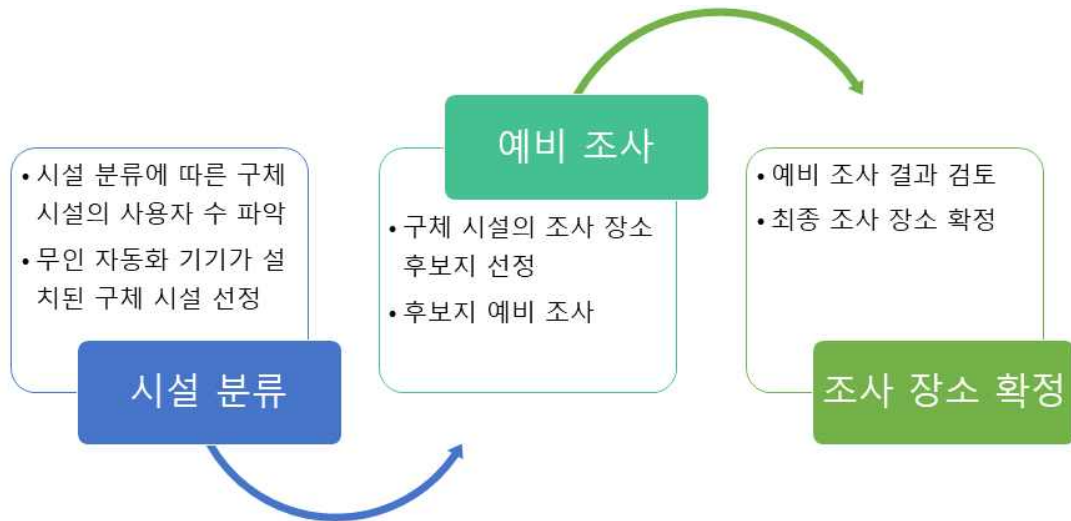 • 시설 분류에 따른 구체
시설의 사용자 수 파악
• 무인 자동화 기기가 설
치된 구체 시설 선정
시설 분류
예비 조사
• 구체 시설의 조사 장소
후보지 선정
• 후보지 예비 조사
• 예비 조사 결과 검토
• 최종 조사 장소 확정
조사 장소 확정